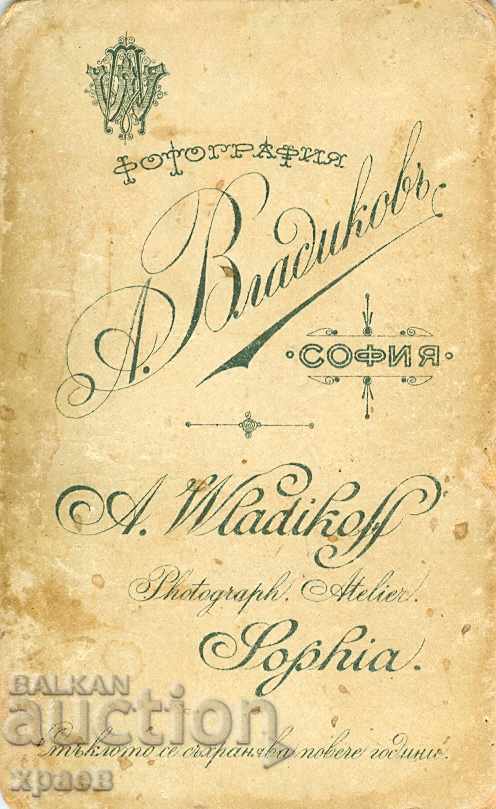 ФОТОГРАФИЯ
А. Владиковъ
·СОФИЯ·
A. Wladikoff
Photograph. Atelier.
Sophia.
BALKAN
auction
Стъклото се съхранява повече години.
храев